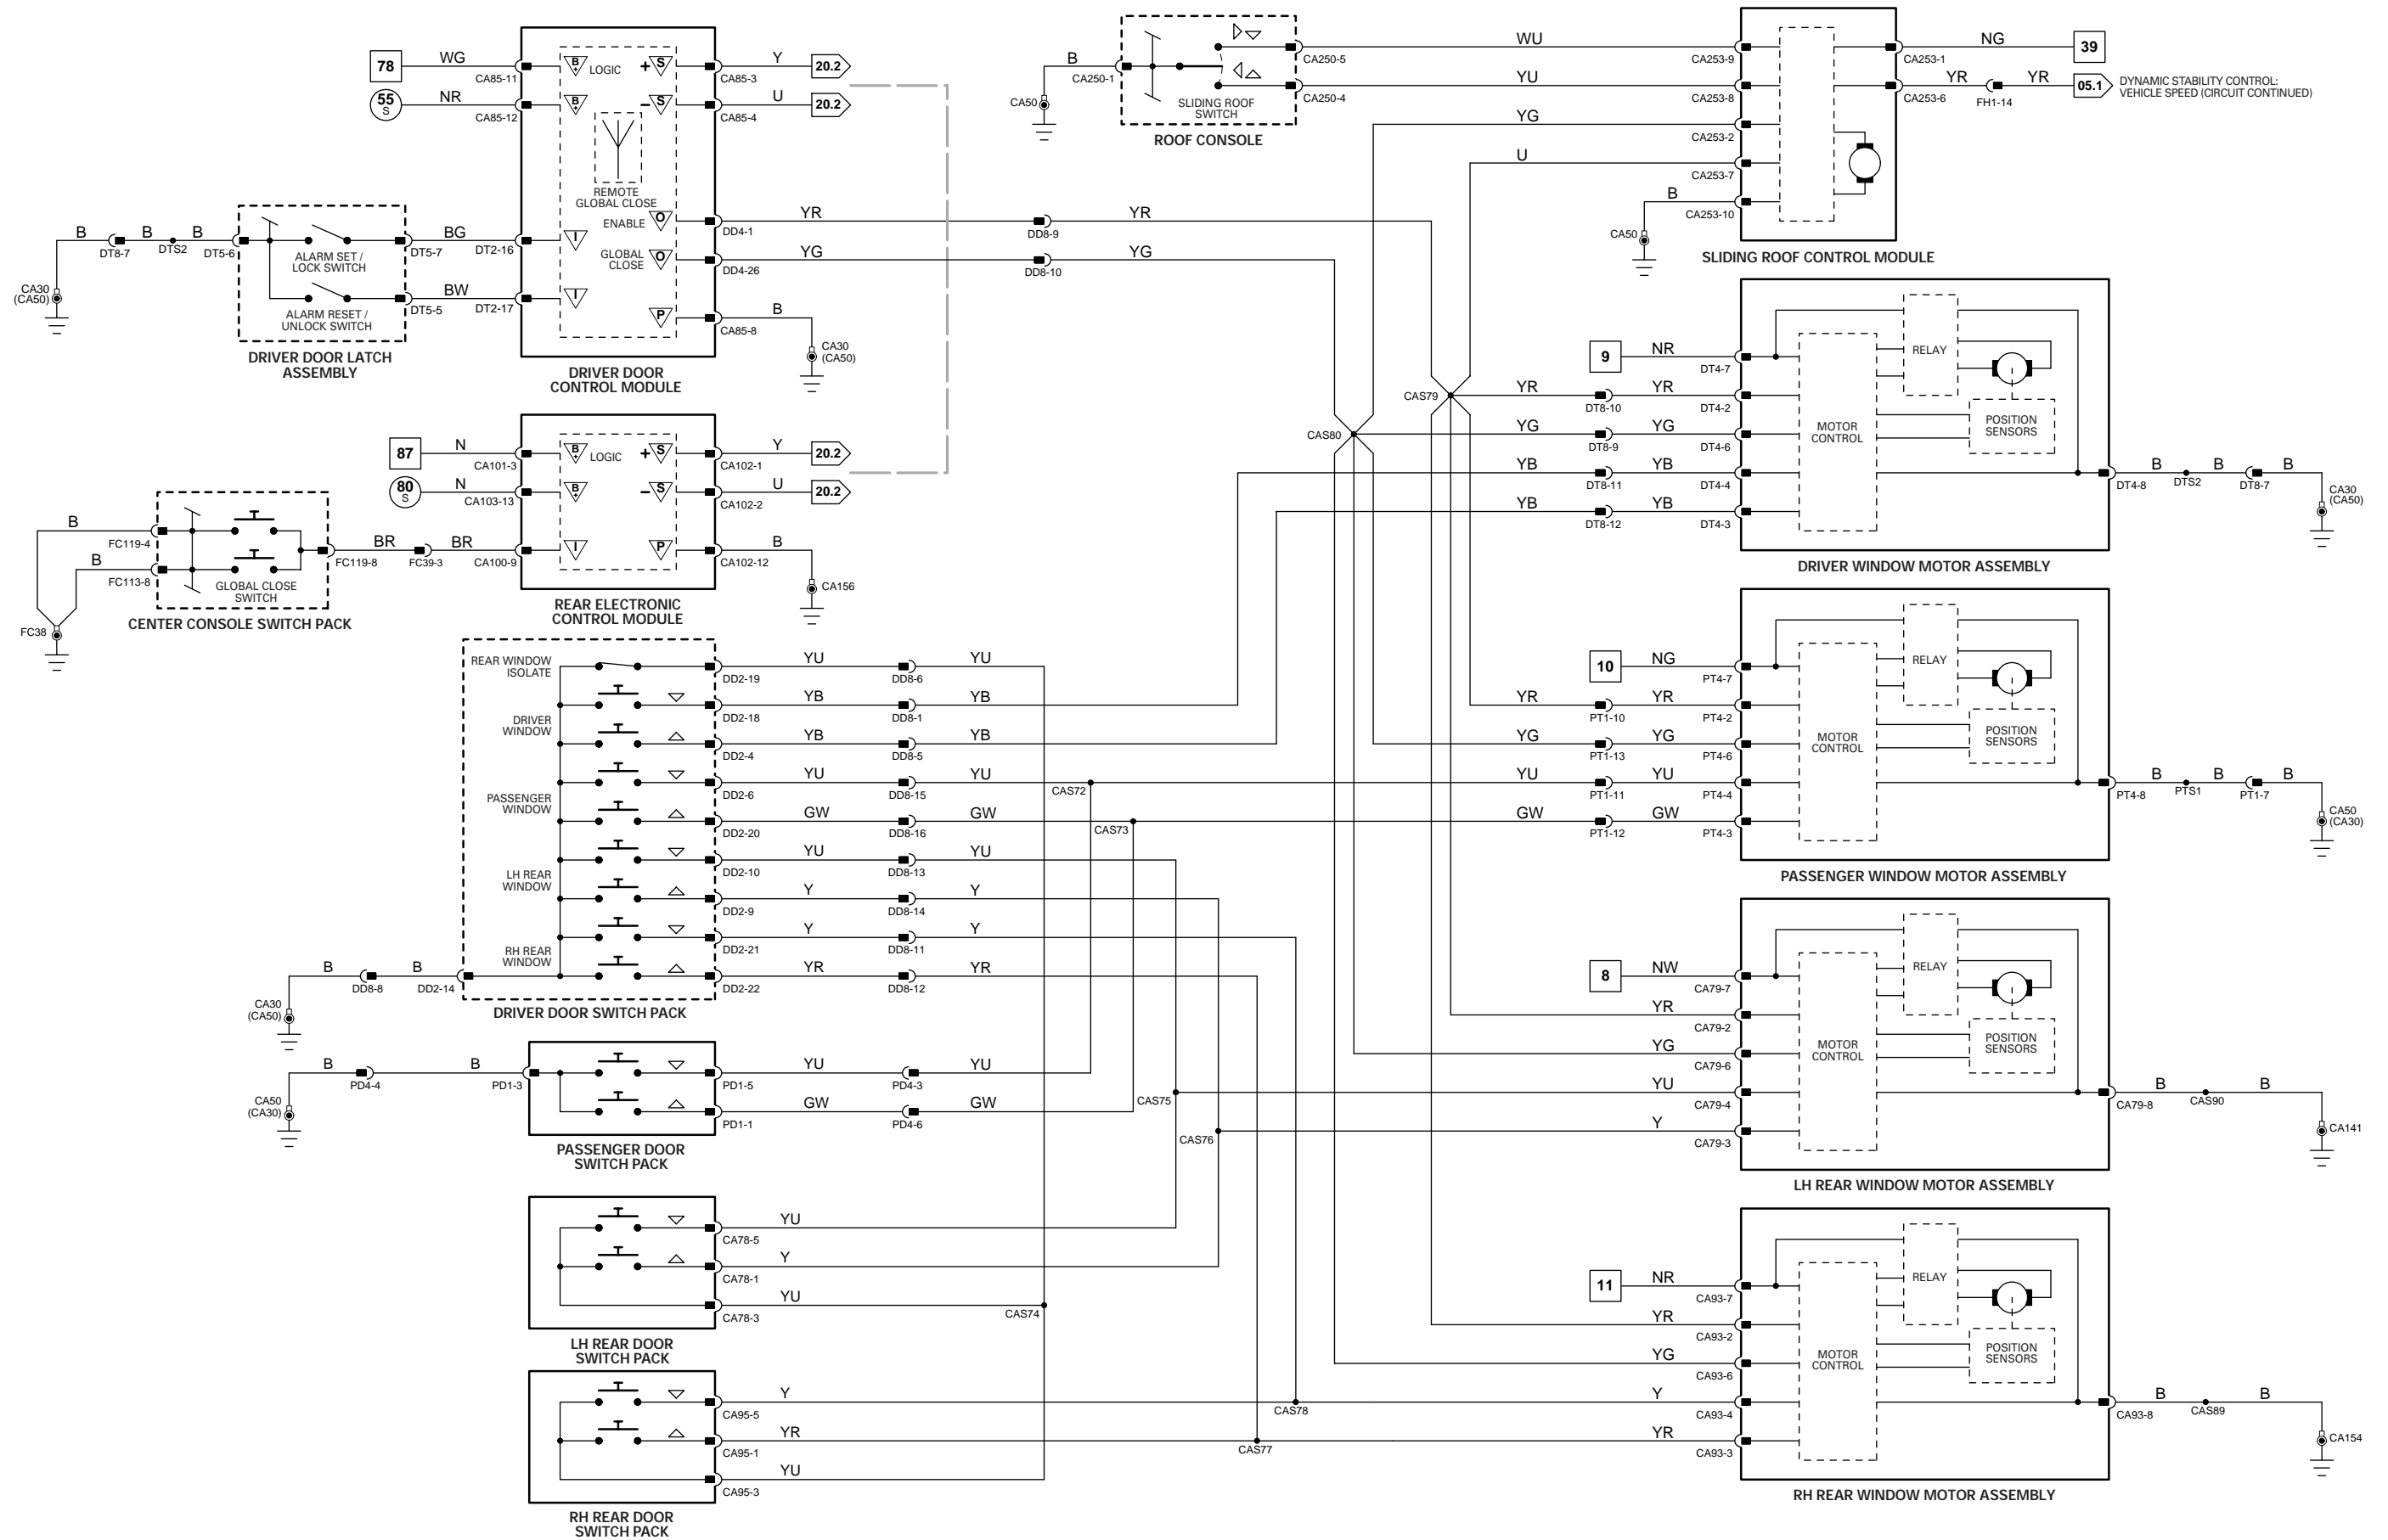 78
WG
CA85-11
55
S
NR
CA85-12
B+
LOGIC
+
S
Y
CA85-3
20.2
B+
−
S
U
CA85-4
20.2
REMOTE
GLOBAL CLOSE
ENABLE
O
YR
DD4-1
DD8-9
YR
GLOBAL
CLOSE
O
YG
DD4-26
DD8-10
YG
I
I
P
B
CA85-8
CA30
(CA50)
DRIVER DOOR
CONTROL MODULE
B
DT8-7
B
DTS2
B
DT5-6
CA30
(CA50)
ALARM SET /
LOCK SWITCH
DT5-7
BG
DT2-16
ALARM RESET /
UNLOCK SWITCH
DT5-5
BW
DT2-17
DRIVER DOOR LATCH
ASSEMBLY
87
N
CA101-3
80
S
N
CA103-13
B+
LOGIC
+
S
Y
CA102-1
20.2
B+
−
S
U
CA102-2
20.2
I
P
B
CA102-12
CA156
REAR ELECTRONIC
CONTROL MODULE
B
FC119-4
B
FC113-8
FC38
GLOBAL CLOSE
SWITCH
FC119-8
BR
FC39-3
BR
CA100-9
CENTER CONSOLE SWITCH PACK
REAR WINDOW
ISOLATE
YU
DD2-19
DD8-6
YU
DRIVER
WINDOW
YB
DD2-18
DD8-1
YB
YB
DD2-4
DD8-5
YB
PASSENGER
WINDOW
YU
DD2-6
DD8-15
YU
CAS72
GW
DD2-20
DD8-16
GW
CAS73
LH REAR
WINDOW
YU
DD2-10
DD8-13
YU
Y
DD2-9
DD8-14
Y
RH REAR
WINDOW
Y
DD2-21
DD8-11
Y
YR
DD2-22
DD8-12
YR
B
DD8-8
B
DD2-14
CA30
(CA50)
DRIVER DOOR SWITCH PACK
B
PD4-4
B
PD1-3
CA50
(CA30)
YU
PD1-5
PD4-3
YU
GW
PD1-1
PD4-6
GW
PASSENGER DOOR
SWITCH PACK
CAS75
CAS76
YU
CA78-5
Y
CA78-1
YU
CA78-3
CAS74
LH REAR DOOR
SWITCH PACK
Y
CA95-5
CAS78
YR
CA95-1
CAS77
YU
CA95-3
RH REAR DOOR
SWITCH PACK
B
CA250-1
CA50
SLIDING ROOF
SWITCH
CA250-5
CA250-4
ROOF CONSOLE
WU
CA253-9
YU
CA253-8
YG
CA253-2
U
CA253-7
B
CA253-10
CA50
CA253-1
NG
39
CA253-6
YR
FH1-14
YR
05.1
DYNAMIC STABILITY CONTROL:
VEHICLE SPEED (CIRCUIT CONTINUED)
SLIDING ROOF CONTROL MODULE
CAS79
CAS80
9
NR
DT4-7
YR
DT8-10
YR
DT4-2
YG
DT8-9
YG
DT4-6
YB
DT8-11
YB
DT4-4
YB
DT8-12
YB
DT4-3
MOTOR
CONTROL
RELAY
POSITION
SENSORS
DT4-8
B
DTS2
B
DT8-7
B
CA30
(CA50)
DRIVER WINDOW MOTOR ASSEMBLY
10
NG
PT4-7
YR
PT1-10
YR
PT4-2
YG
PT1-13
YG
PT4-6
YU
PT1-11
YU
PT4-4
GW
PT1-12
GW
PT4-3
MOTOR
CONTROL
RELAY
POSITION
SENSORS
PT4-8
B
PTS1
B
PT1-7
B
CA50
(CA30)
PASSENGER WINDOW MOTOR ASSEMBLY
8
NW
CA79-7
YR
CA79-2
YG
CA79-6
YU
CA79-4
Y
CA79-3
MOTOR
CONTROL
RELAY
POSITION
SENSORS
CA79-8
B
CAS90
B
CA141
LH REAR WINDOW MOTOR ASSEMBLY
11
NR
CA93-7
YR
CA93-2
YG
CA93-6
Y
CA93-4
YR
CA93-3
MOTOR
CONTROL
RELAY
POSITION
SENSORS
CA93-8
B
CAS89
B
CA154
RH REAR WINDOW MOTOR ASSEMBLY